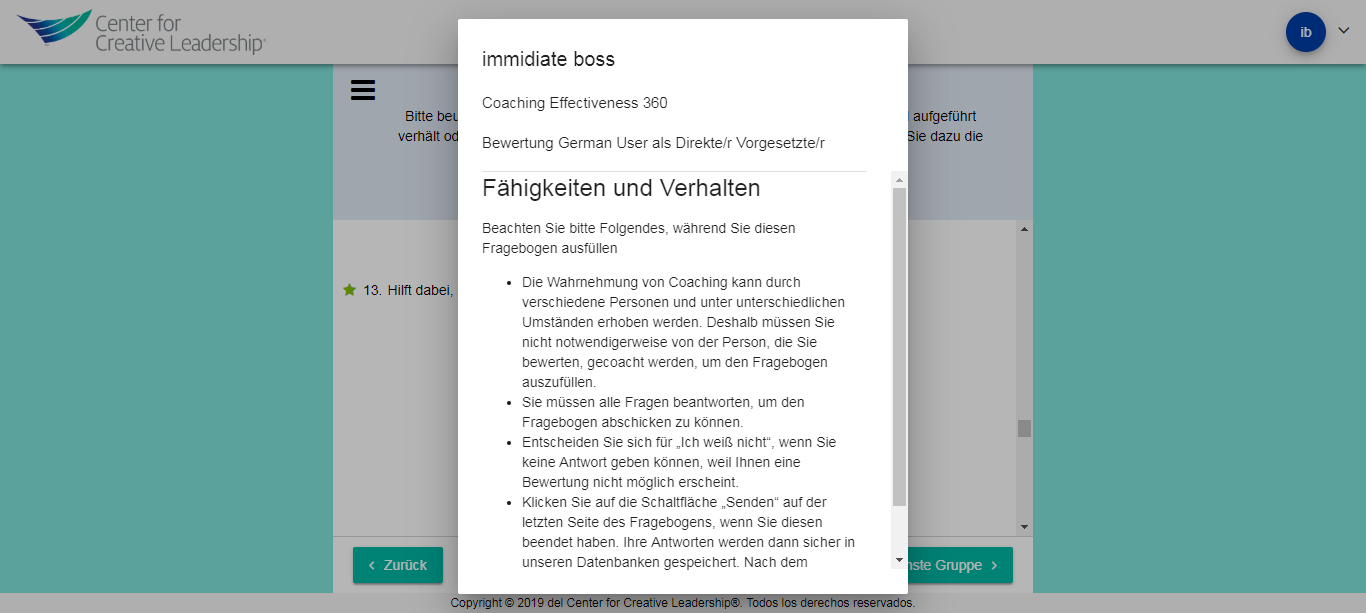 Center for
Creative Leadership®
ib
immidiate boss
Coaching Effectiveness 360
Bewertung German User als Direkte/r Vorgesetzte/r
Bitte
aufgeführt
verhält
Sie dazu die
Fähigkeiten und Verhalten
Beachten Sie bitte Folgendes, während Sie diesen
Fragebogen ausfüllen
• Die Wahrnehmung von Coaching kann durch
verschiedene Personen und unter unterschiedlichen
Umständen erhoben werden. Deshalb müssen Sie
nicht notwendigerweise von der Person, die Sie
bewerten, gecoacht werden, um den Fragebogen
auszufüllen.
• Sie müssen alle Fragen beantworten, um den
Fragebogen abschicken zu können.
• Entscheiden Sie sich für „Ich weiß nicht“, wenn Sie
keine Antwort geben können, weil Ihnen eine
Bewertung nicht möglich erscheint.
• Klicken Sie auf die Schaltfläche „Senden“ auf der
letzten Seite des Fragebogens, wenn Sie diesen
beendet haben. Ihre Antworten werden dann sicher in
unseren Datenbanken gespeichert. Nach dem
13. Hilft dabei,
Zurück
Gruppe
Copyright © 2019 del Center for Creative Leadership®. Todos los derechos reservados.